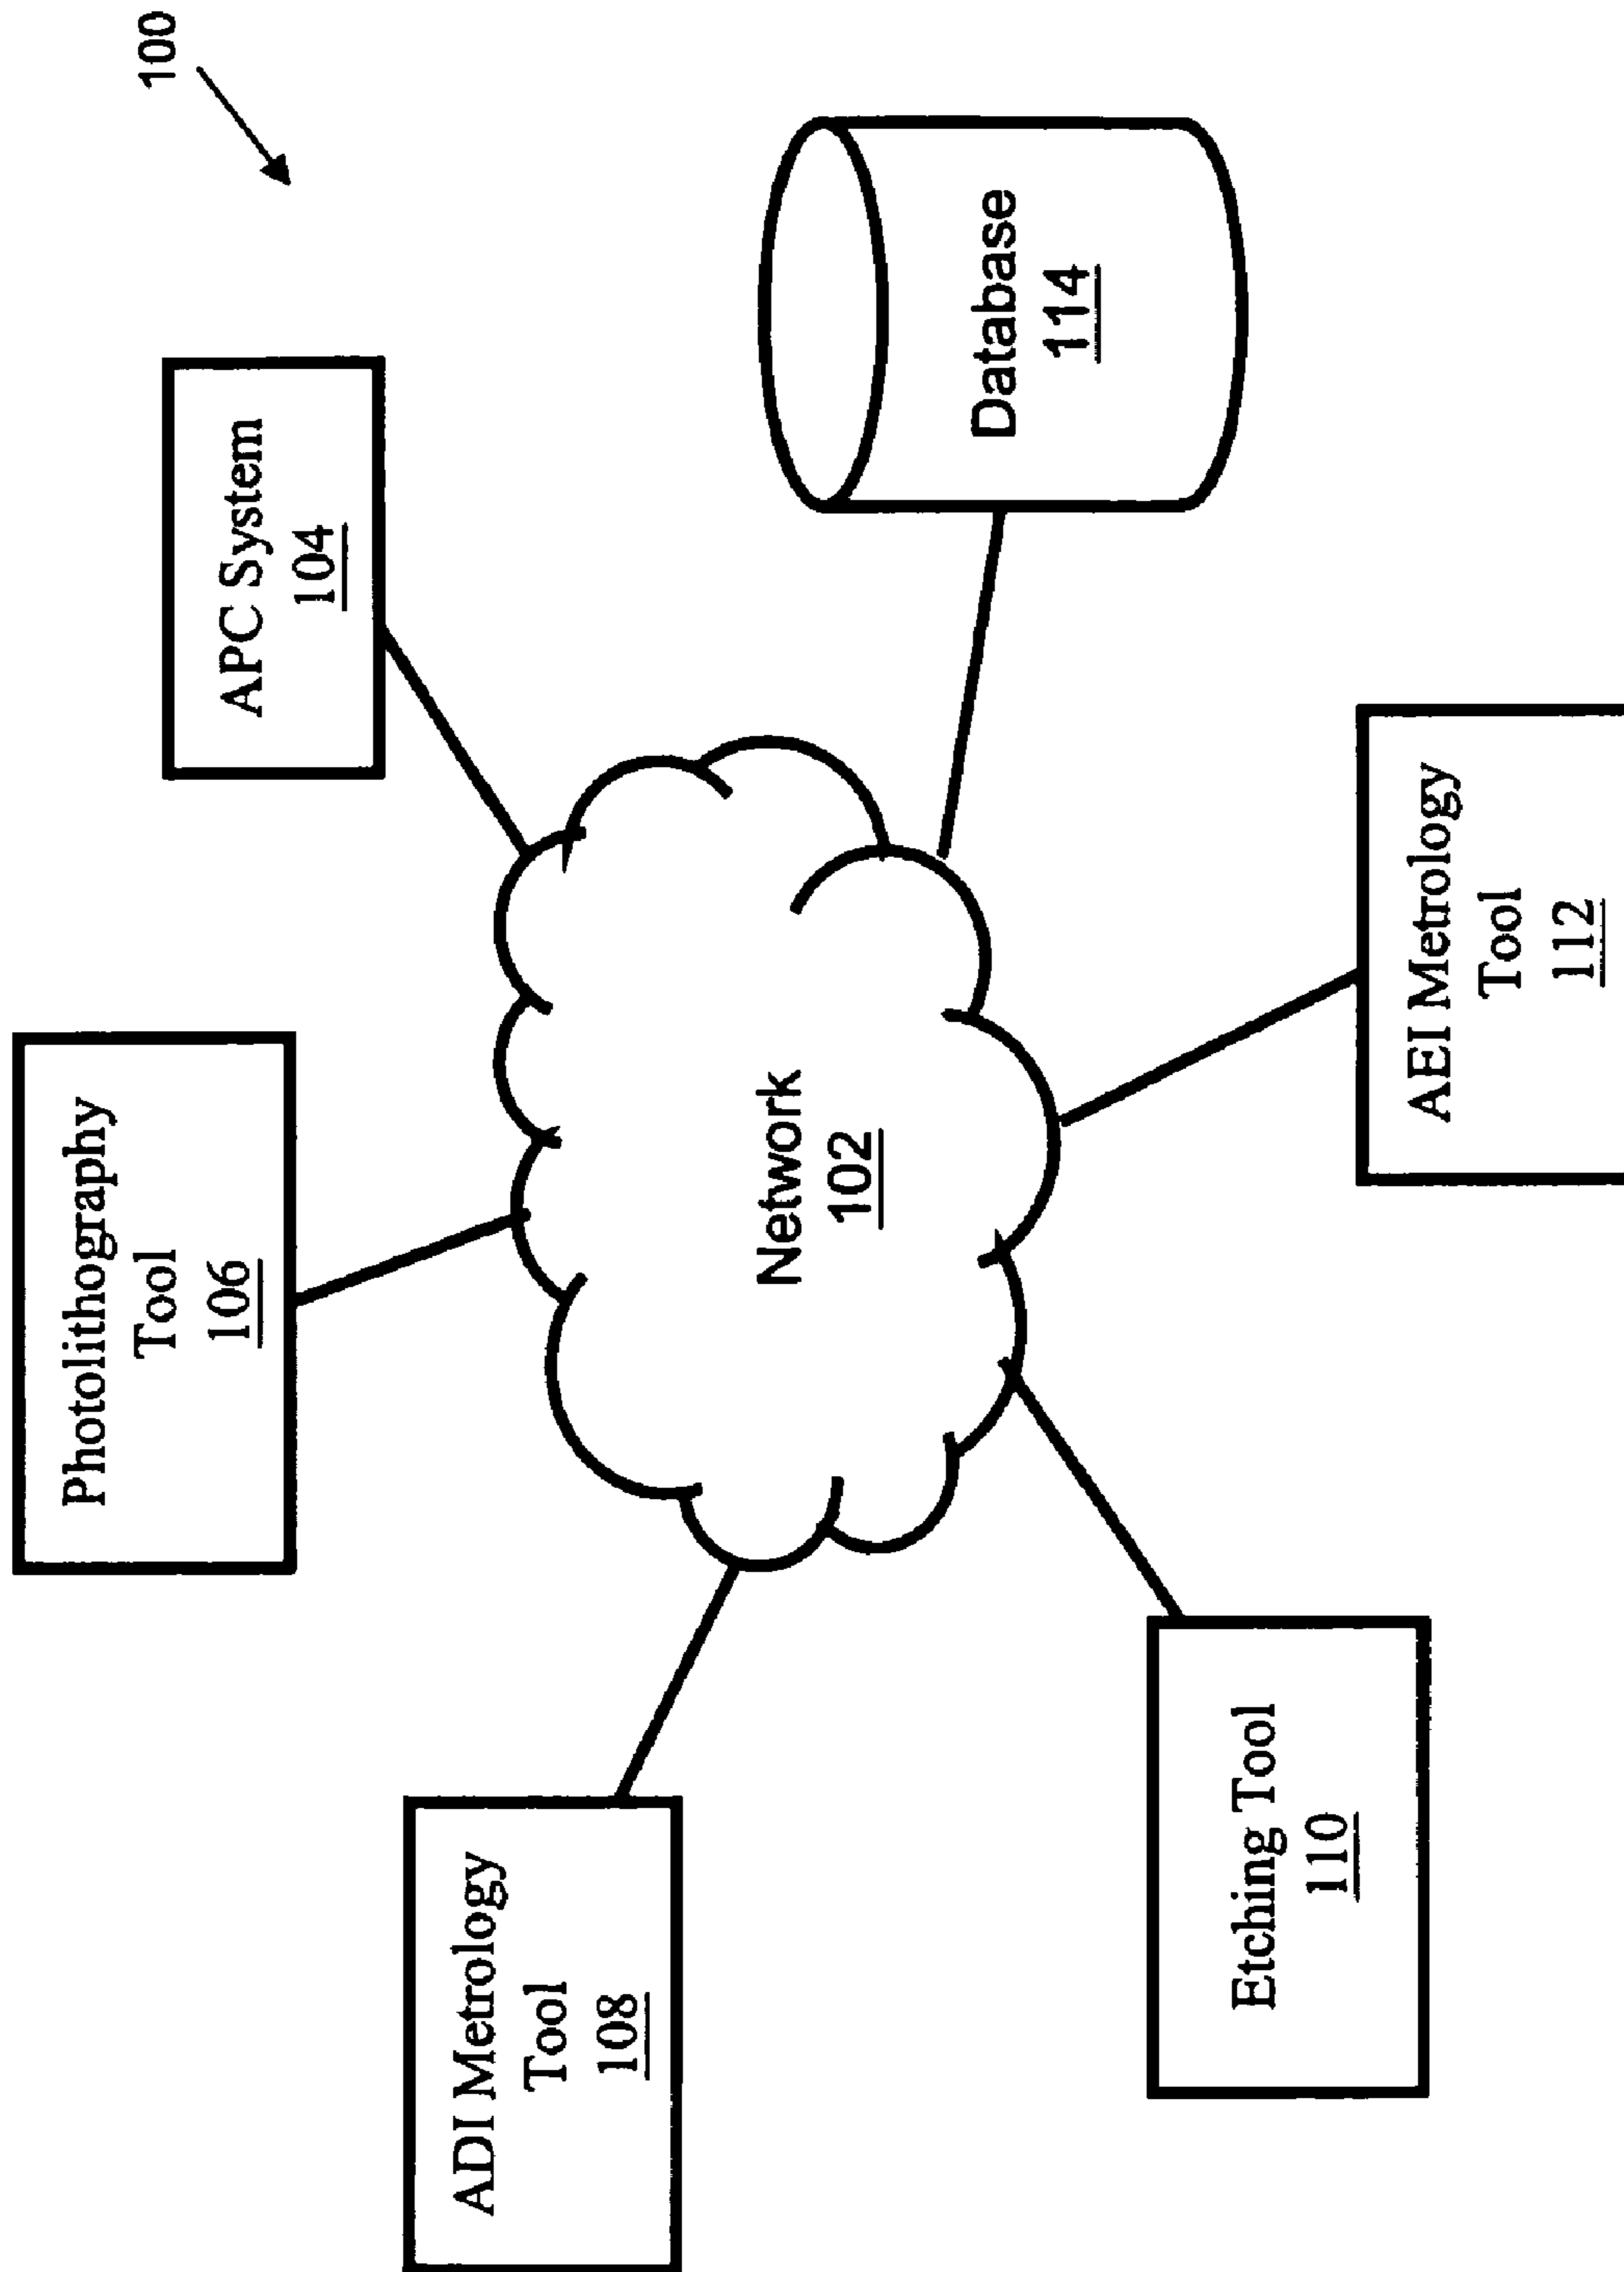 100
Photolithography
Tool
106
APC System
104
ADI Metrology
Tool
108
Network
102
Database
114
Etching Tool
110
AEI Metrology
Tool
112